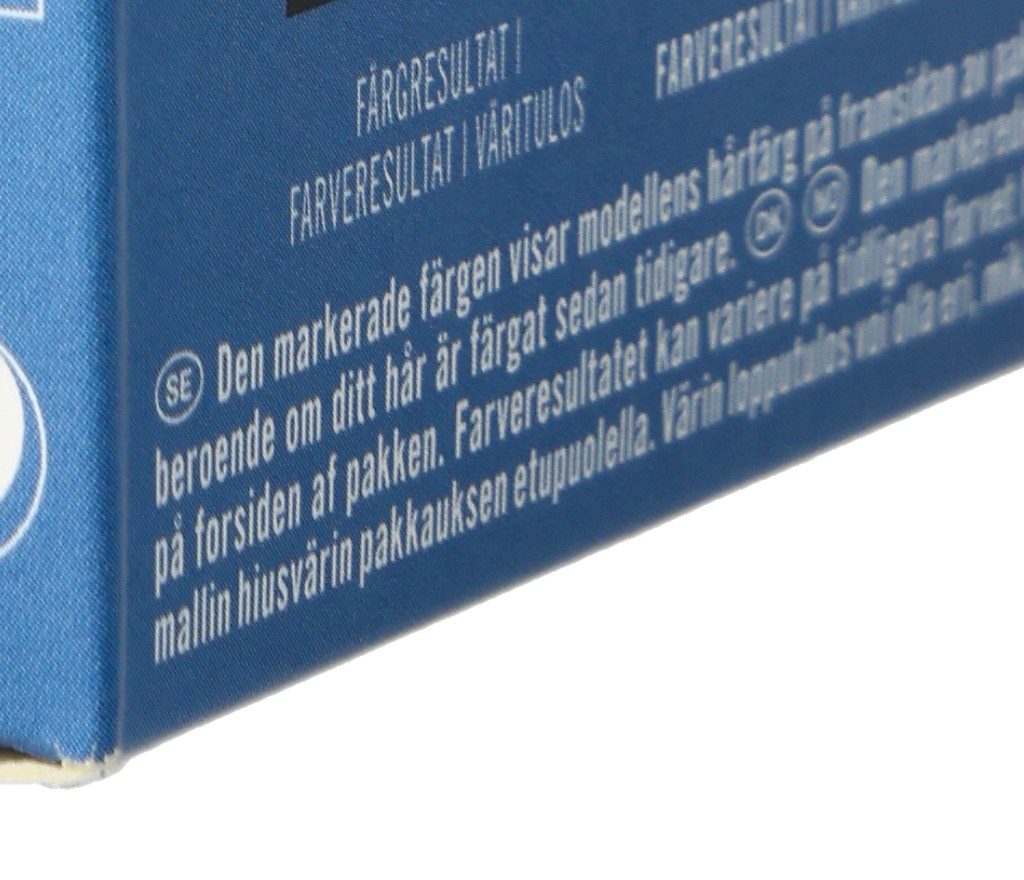 FÄRGRESULTAT |
FARVERESULTAT | VÄRITULOS
FARVERESULTAT |
SE Den markerade färgen visar modellens hårfärg på framsidan av
beroende om ditt hår är färgat sedan tidigare. DK NO Den
på forsiden af pakken. Farveresultatet kan variere på tidligere farvet
mallin hiusvärin pakkauksen etupuolella. Värin lopputulos voi olla eri,